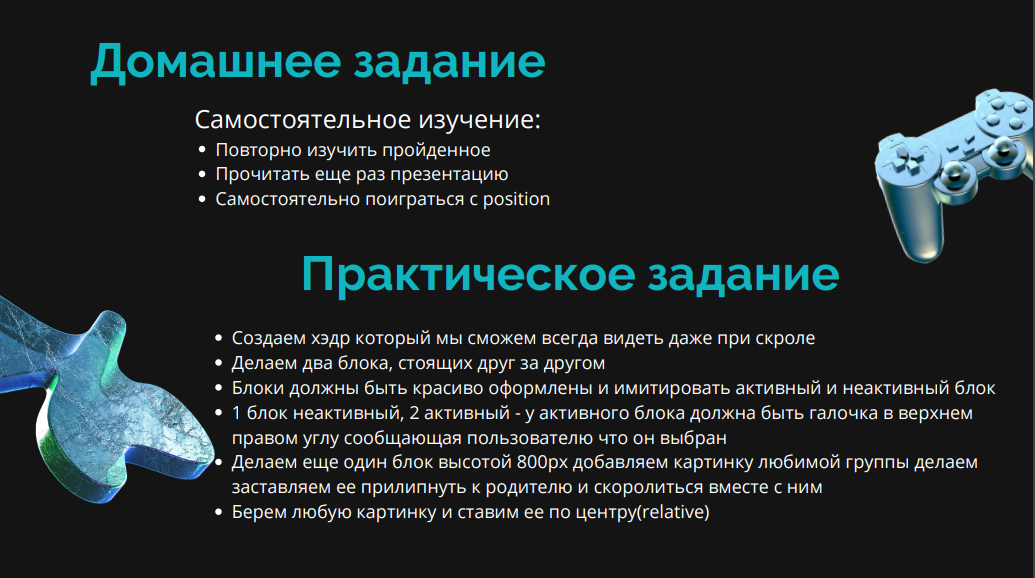 Домашнее задание
Самостоятельное изучение:
• Повторно изучить пройденное
• Прочитать еще раз презентацию
• Самостоятельно поиграться с position
Практическое задание
• Создаем хэдр который мы сможем всегда видеть даже при скроле
• Делаем два блока, стоящих друг за другом
• Блоки должны быть красиво оформлены и имитировать активный и неактивный блок
• 1 блок неактивный, 2 активный - у активного блока должна быть галочка в верхнем
правом углу сообщающая пользователю что он выбран
• Делаем еще один блок высотой 800px добавляем картинку любимой группы делаем
заставляем ее прилипнуть к родителю и скоролиться вместе с ним
• Берем любую картинку и ставим ее по центру(relative)